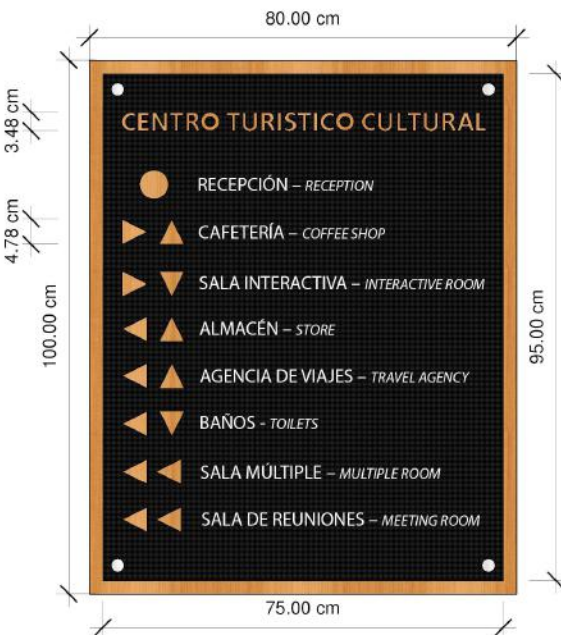 80.00 cm
3.48 cm
CENTRO TURISTICO CULTURAL
RECEPCIÓN – RECEPTION
4.78 cm
CAFETERÍA – COFFEE SHOP
SALA INTERACTIVA – INTERACTIVE ROOM
100.00 cm
95.00 cm
ALMACÉN – STORE
AGENCIA DE VIAJES – TRAVEL AGENCY
BAÑOS - TOILETS
SALA MÚLTIPLE – MULTIPLE ROOM
SALA DE REUNIONES – MEETING ROOM
75.00 cm